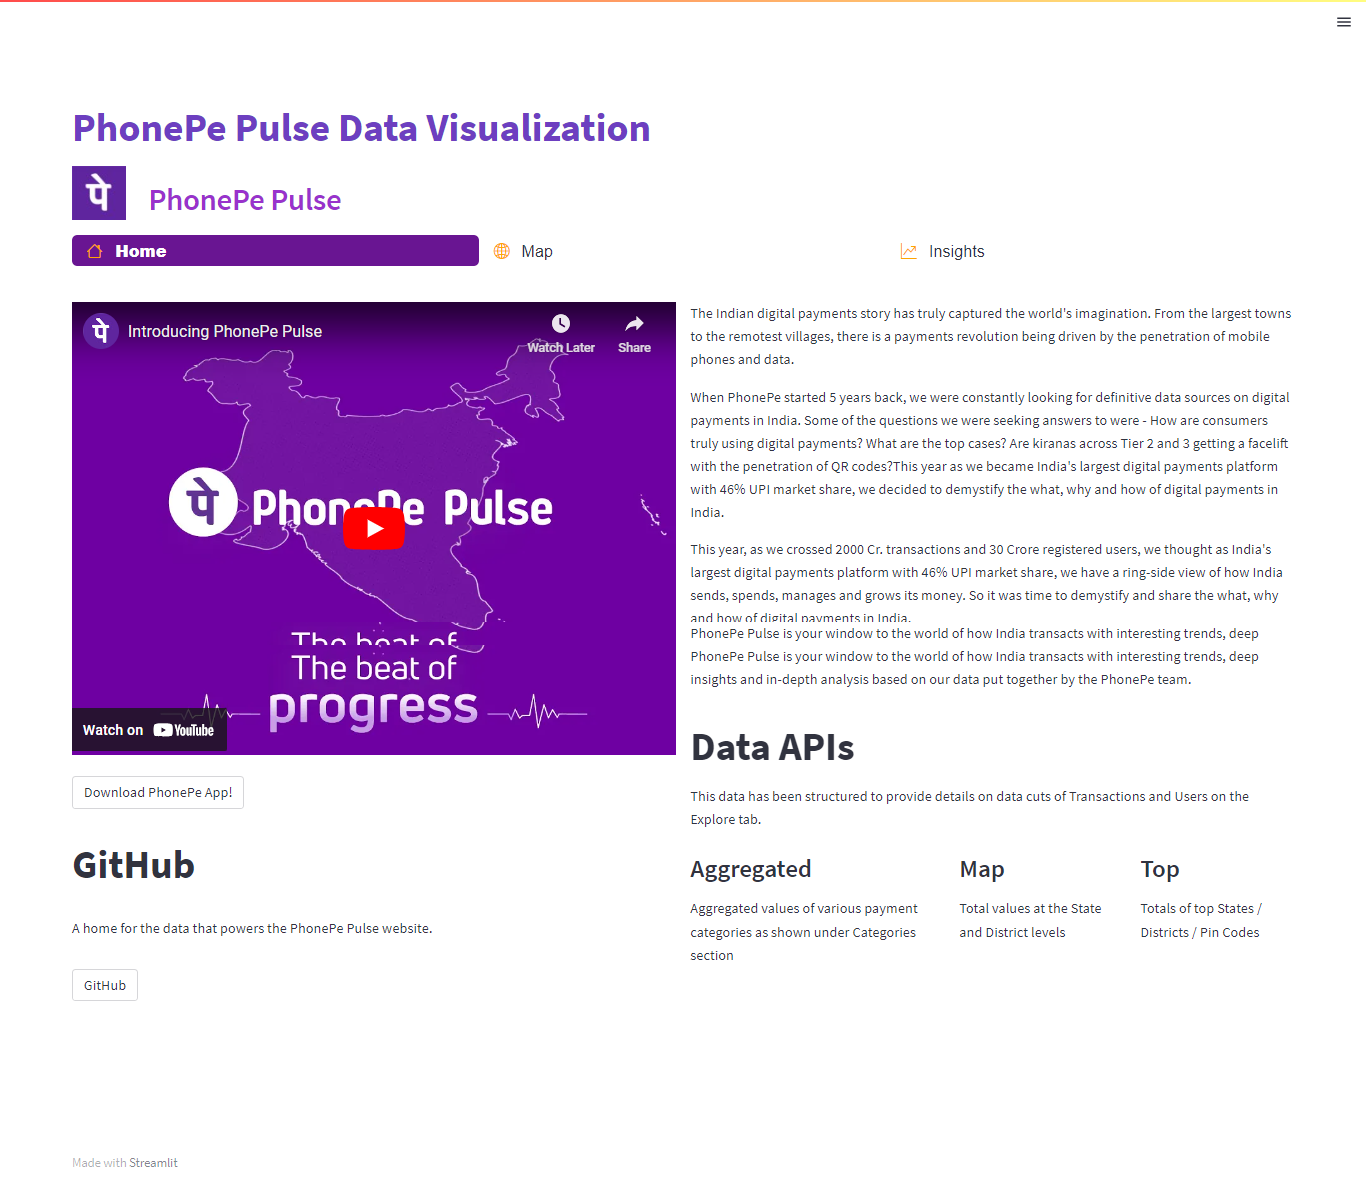 PhonePe Pulse Data Visualization
पे
PhonePe Pulse
Home
Map
Insights
पे
Introducing PhonePe Pulse
Watch Later
Share
पे PhonePe Pulse
The beat of
The beat of
progress
Watch on YouTube
Download PhonePe App!
GitHub
A home for the data that powers the PhonePe Pulse website.
GitHub
The Indian digital payments story has truly captured the world's imagination. From the largest towns
to the remotest villages, there is a payments revolution being driven by the penetration of mobile
phones and data.
When PhonePe started 5 years back, we were constantly looking for definitive data sources on digital
payments in India. Some of the questions we were seeking answers to were - How are consumers
truly using digital payments? What are the top cases? Are kiranas across Tier 2 and 3 getting a facelift
with the penetration of QR codes?This year as we became India's largest digital payments platform
with 46% UPI market share, we decided to demystify the what, why and how of digital payments in
India.
This year, as we crossed 2000 Cr. transactions and 30 Crore registered users, we thought as India's
largest digital payments platform with 46% UPI market share, we have a ring-side view of how India
sends, spends, manages and grows its money. So it was time to demystify and share the what, why
and how of digital payments in India.
PhonePe Pulse is your window to the world of how India transacts with interesting trends, deep
PhonePe Pulse is your window to the world of how India transacts with interesting trends, deep
insights and in-depth analysis based on our data put together by the PhonePe team.
Data APIs
This data has been structured to provide details on data cuts of Transactions and Users on the
Explore tab.
Aggregated
Aggregated values of various payment
categories as shown under Categories
section
Map
Total values at the State
and District levels
Top
Totals of top States /
Districts / Pin Codes
Made with Streamlit